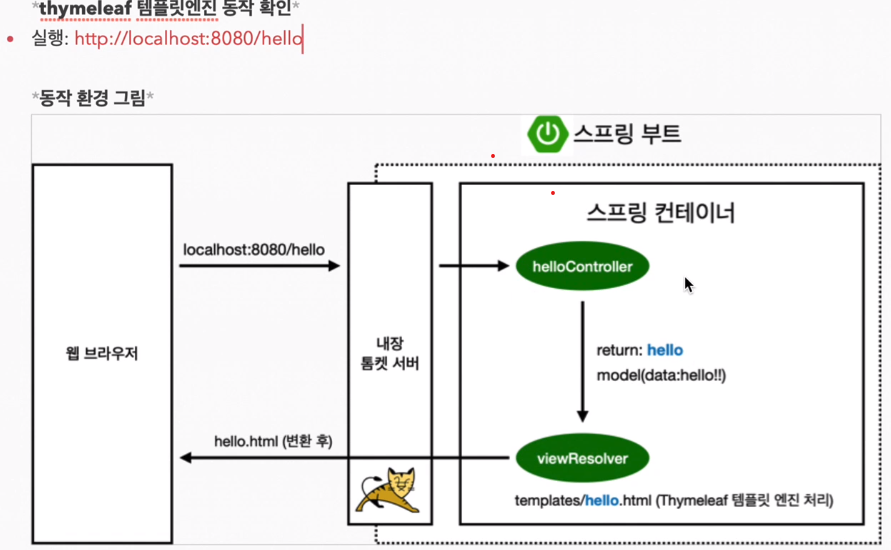 *thymeleaf 템플릿엔진 동작 확인*
• 실행: http://localhost:8080/hello
*동작 환경 그림*
스프링 부트
스프링 컨테이너
localhost:8080/hello
helloController
웹 브라우저
내장
톰켓 서버
return: hello
model(data:hello!!)
hello.html (변환 후)
viewResolver
templates/hello.html (Thymeleaf 템플릿 엔진 처리)